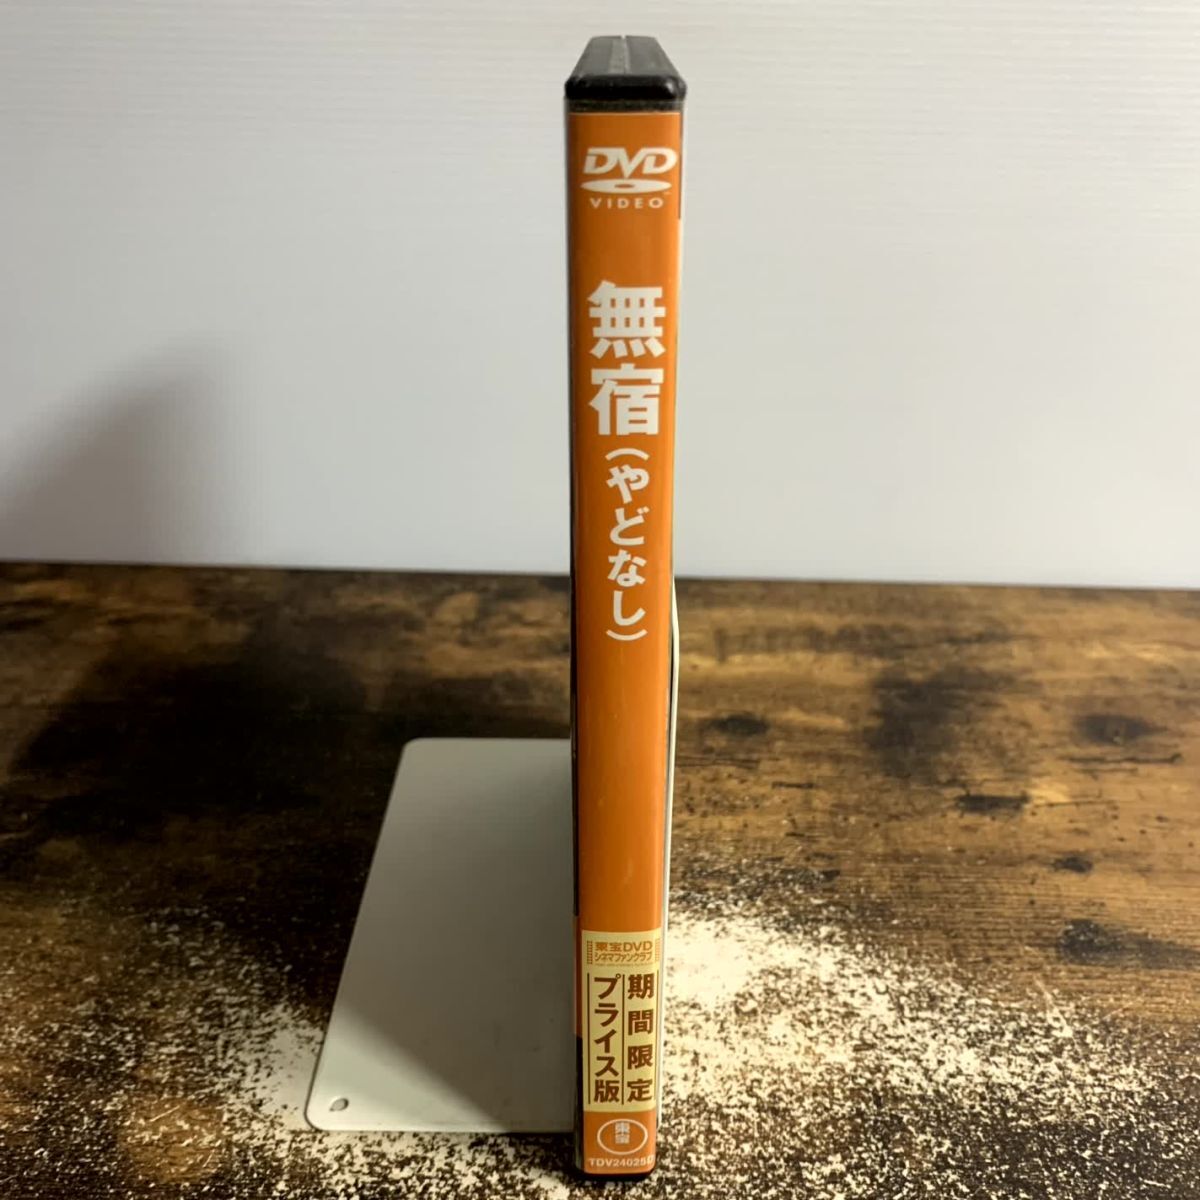 DVD
VIDEO
無宿(やどなし)
東宝DVD
シネマファンクラブ
期間限定
プライス版
東宝